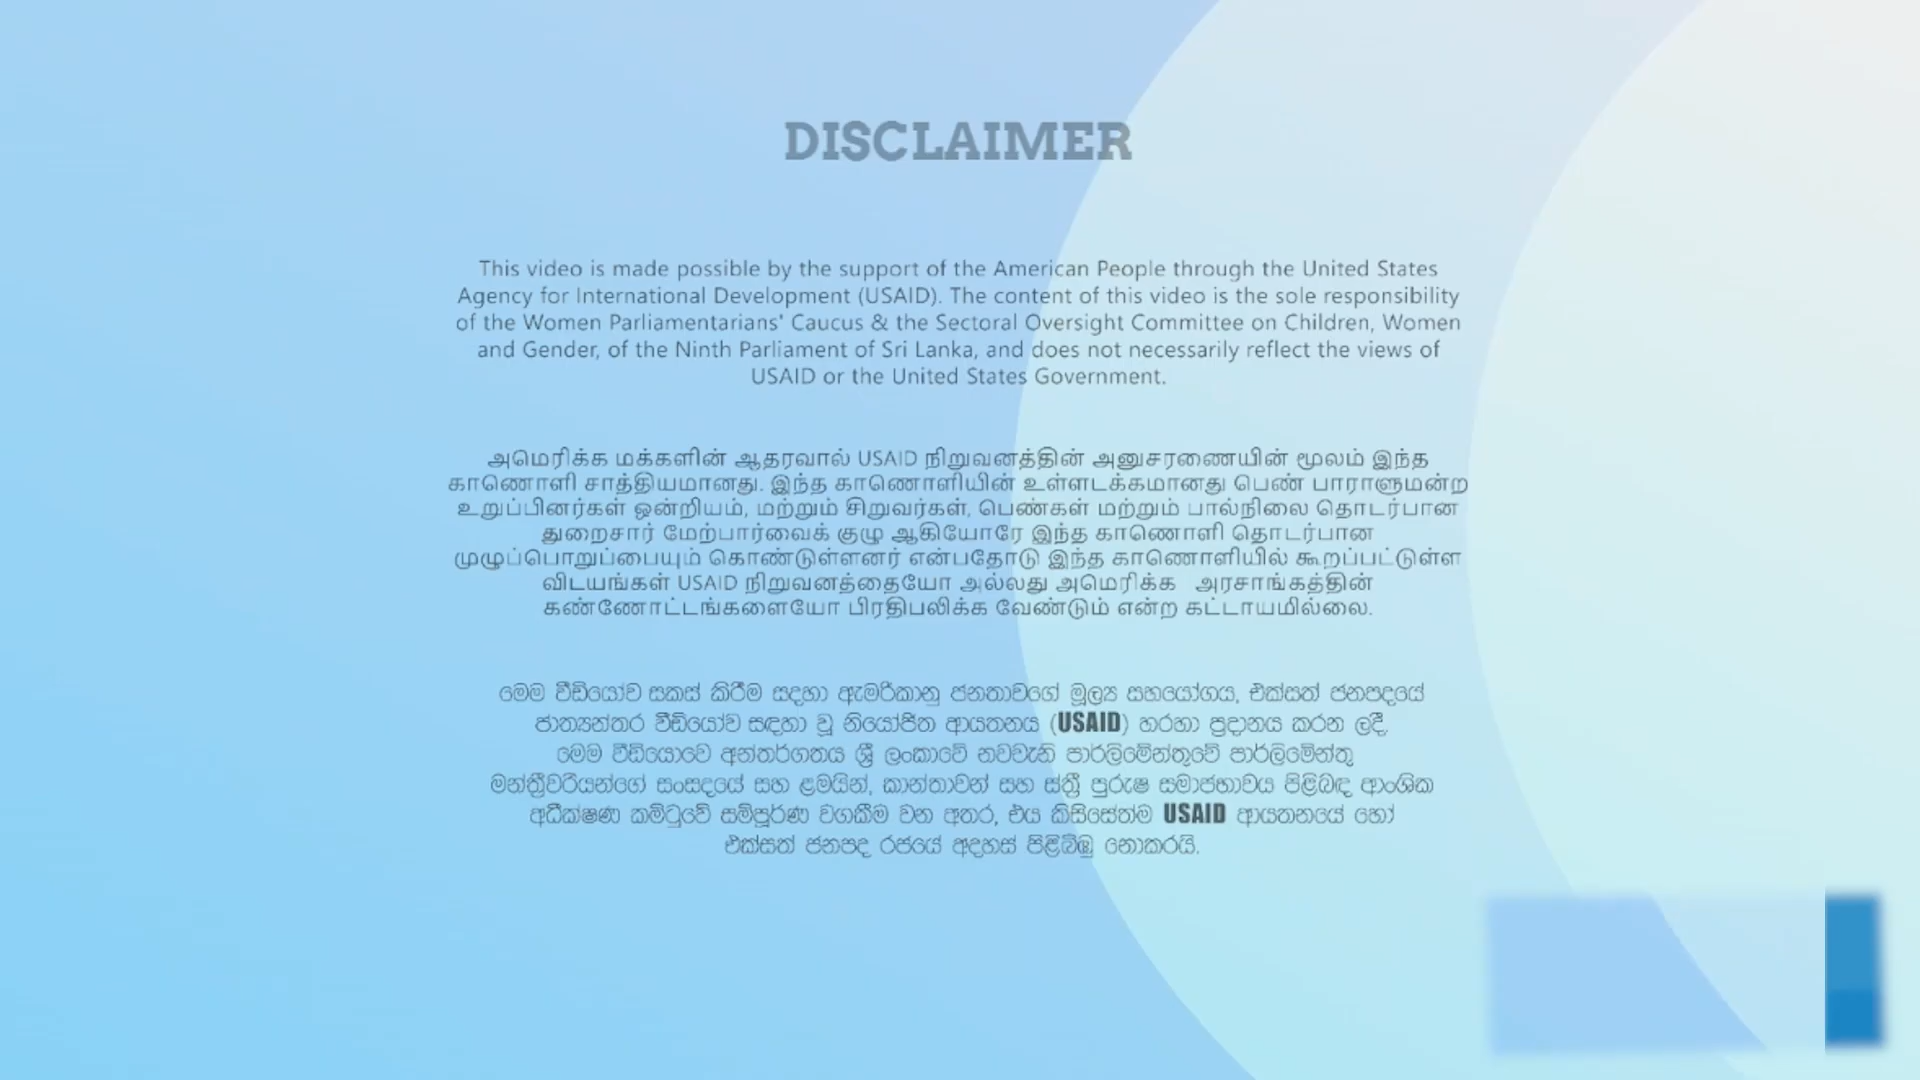 DISCLAIMER
This video is made possible by the support of the American People through the United States
Agency for International Development (USAID). The content of this video is the sole responsibility
of the Women Parliamentarians' Caucus & the Sectoral Oversight Committee on Children, Women
and Gender, of the Ninth Parliament of Sri Lanka, and does not necessarily reflect the views of
USAID or the United States Government.
அமெரிக்க மக்களின் ஆதரவால் USAID நிறுவனத்தின் அனுசரணையின் மூலம் இந்த
காணொளி சாத்தியமானது. இந்த காணொளியின் உள்ளடக்கமானது பெண் பாராளுமன்ற
உறுப்பினர்கள் ஒன்றியம், மற்றும் சிறுவர்கள், பெண்கள் மற்றும் பால்நிலை தொடர்பான
துறைசார் மேற்பார்வைக் குழு ஆகியோரே இந்த காணொளி தொடர்பான
முழுப்பொறுப்பையும் கொண்டுள்ளனர் என்பதோடு இந்த காணொளியில் கூறப்பட்டுள்ள
விடயங்கள் USAID நிறுவனத்தையோ அல்லது அமெரிக்க அரசாங்கத்தின்
கண்ணோட்டங்களையோ பிரதிபலிக்க வேண்டும் என்ற கட்டாயமில்லை.
මෙම වීඩියෝව සකස් කිරීම සදහා ඇමරිකානු ජනතාවගේ මූල්‍ය සහයෝගය, එක්සත් ජනපදයේ
ජාත්‍යන්තර වීඩියෝව සඳහා වූ නියෝජිත ආයතනය (USAID) හරහා ප්‍රදානය කරන ලදී.
මෙම වීඩියොවෙ අන්තර්ගතය ශ්‍රී ලංකාවේ නවවැනි පාර්ලිමේන්තුවේ පාර්ලිමේන්තු
මන්ත්‍රීවරියන්ගේ සංසදයේ සහ ළමයින්, කාන්තාවන් සහ ස්ත්‍රී පුරුෂ සමාජභාවය පිළිබඳ ආංශික
අධීක්ෂණ කමිටුවේ සම්පූර්ණ වගකීම වන අතර, එය කිසිසේත්ම USAID ආයතනයේ හෝ
එක්සත් ජනපද රජයේ අදහස් පිළිබිඹු නොකරයි.